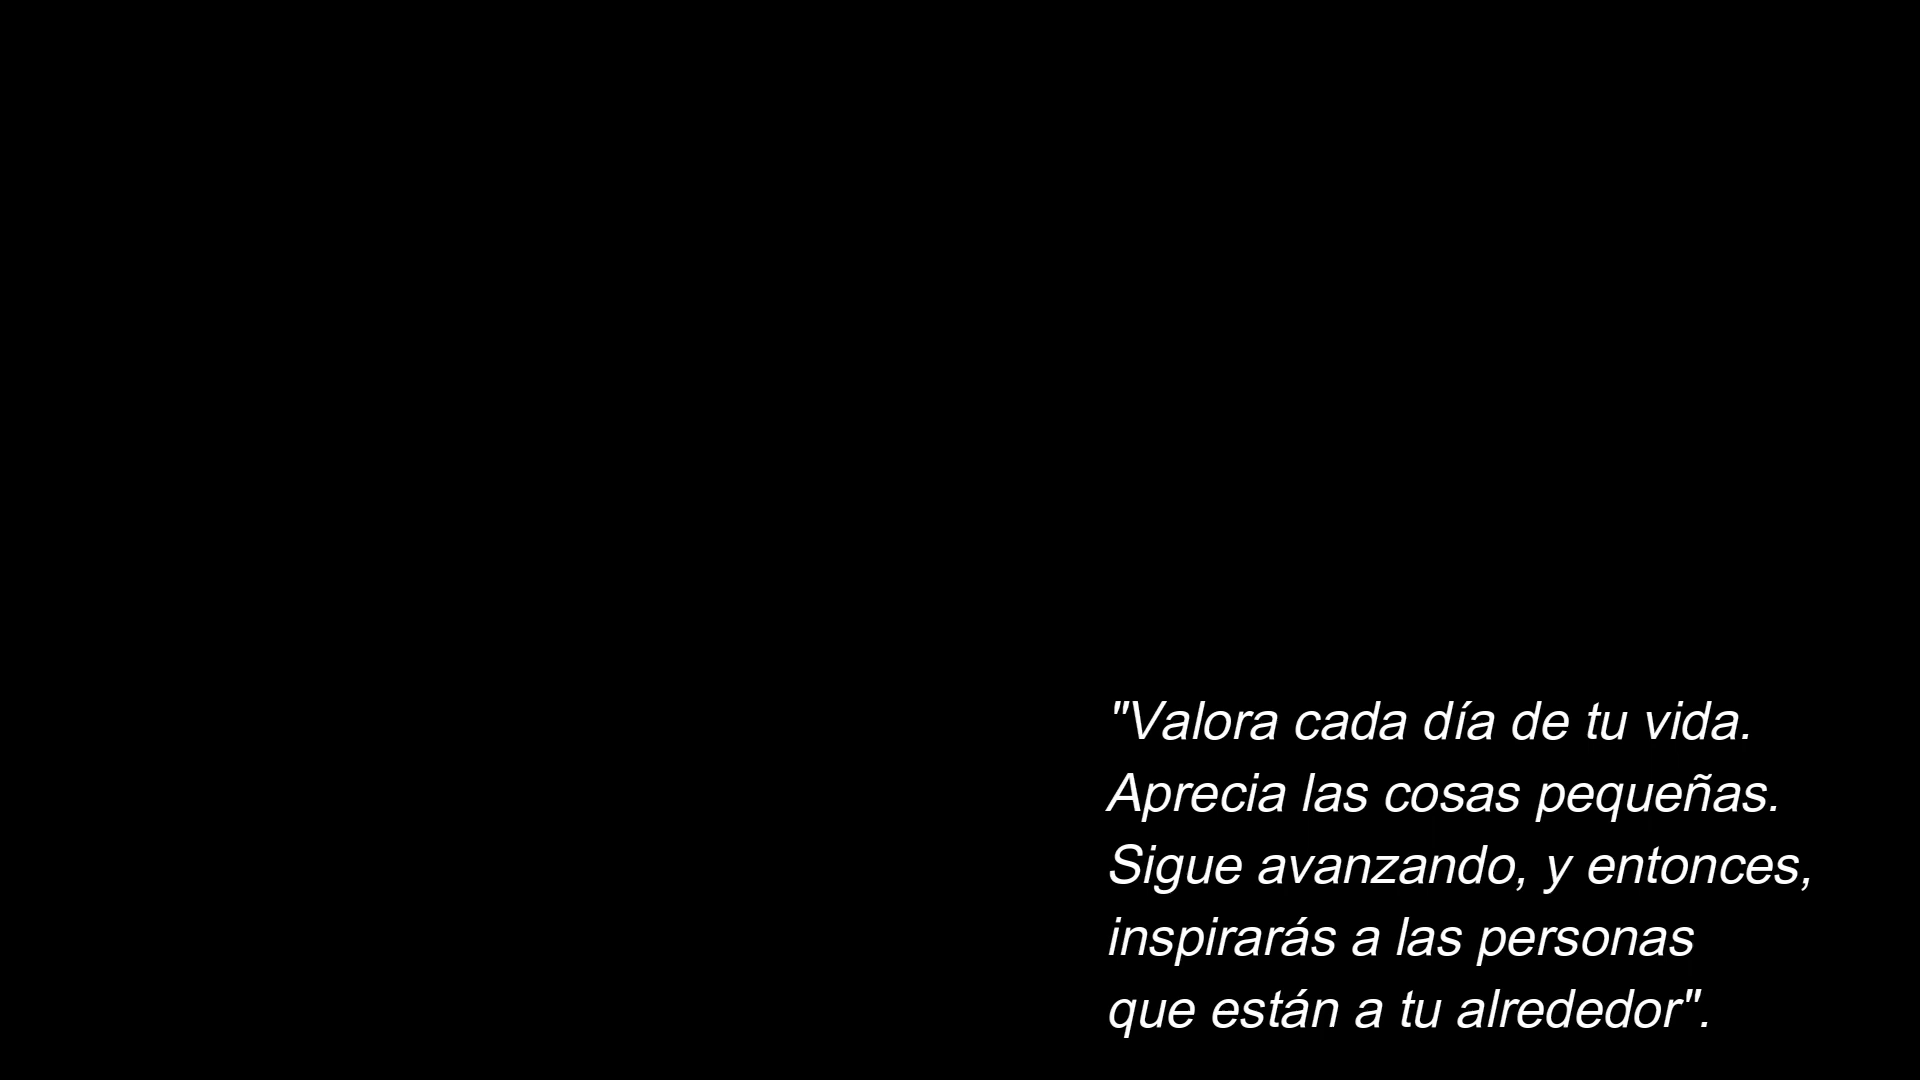 "Valora cada día de tu vida.
Aprecia las cosas pequeñas.
Sigue avanzando, y entonces,
inspirarás a las personas
que están a tu alrededor".